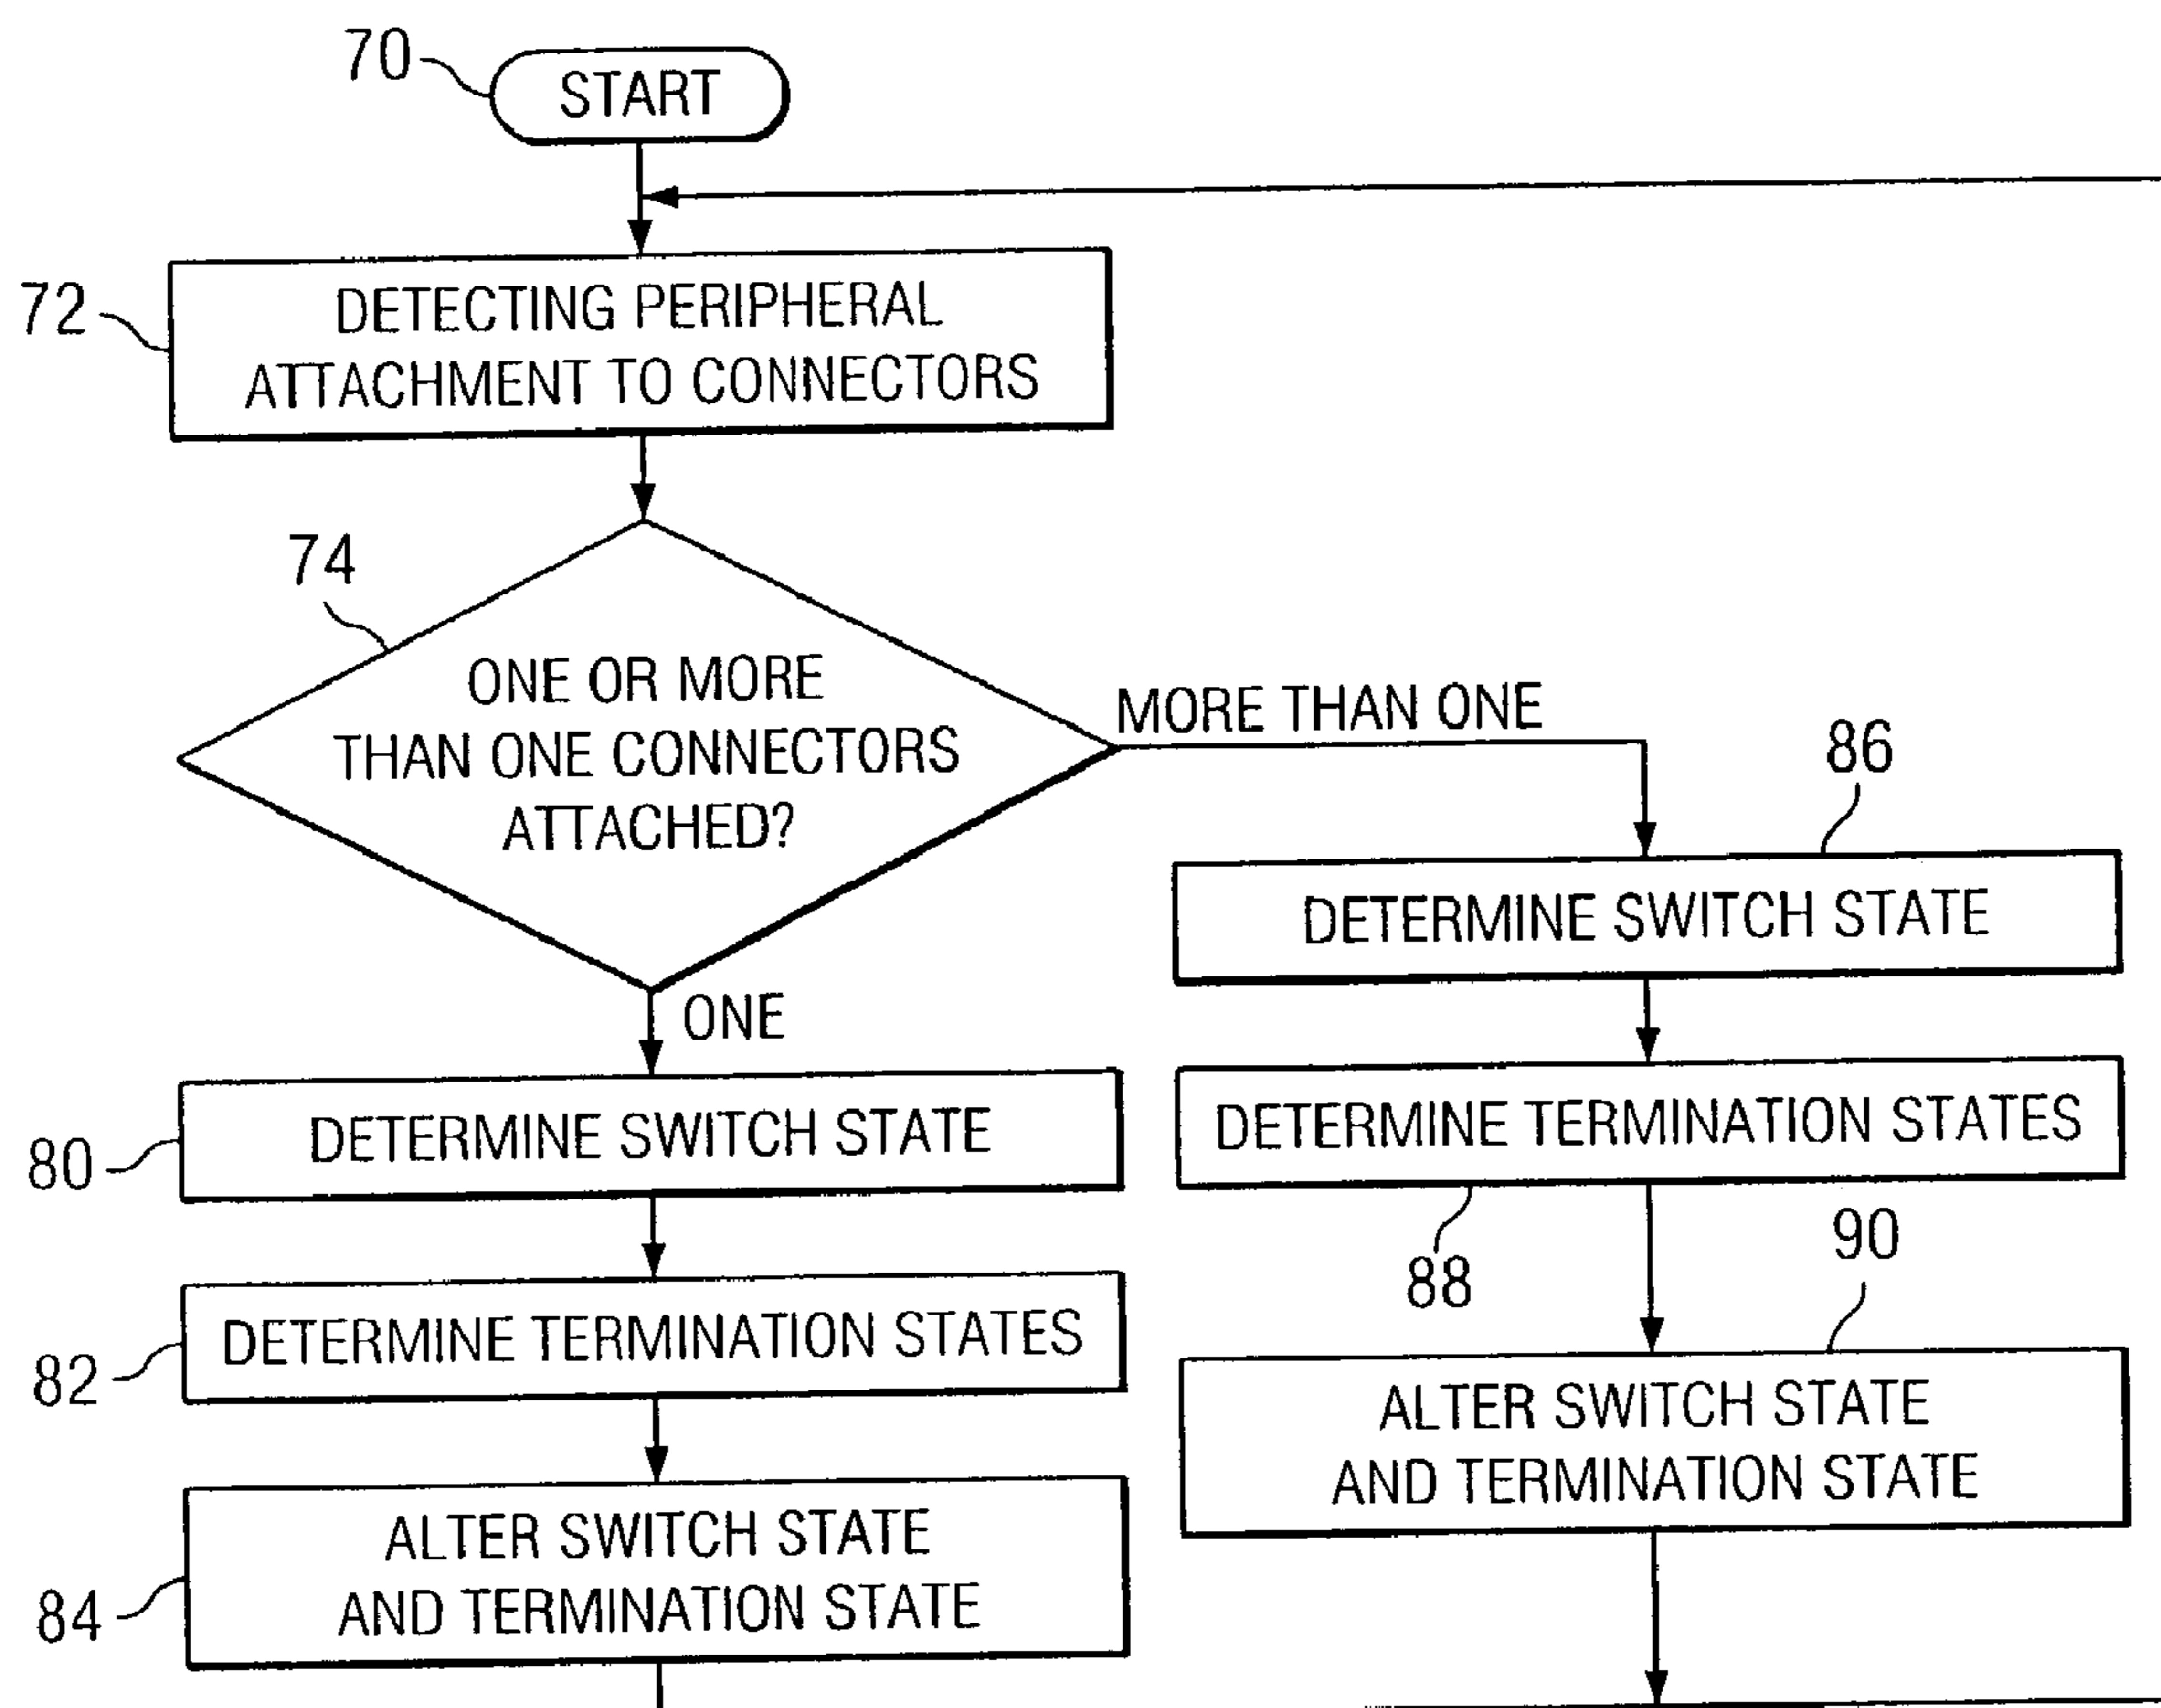 70
START
72
DETECTING PERIPHERAL
ATTACHMENT TO CONNECTORS
74
ONE OR MORE
THAN ONE CONNECTORS
ATTACHED?
MORE THAN ONE
ONE
86
DETERMINE SWITCH STATE
DETERMINE TERMINATION STATES
88
90
ALTER SWITCH STATE
AND TERMINATION STATE
80
DETERMINE SWITCH STATE
82
DETERMINE TERMINATION STATES
84
ALTER SWITCH STATE
AND TERMINATION STATE